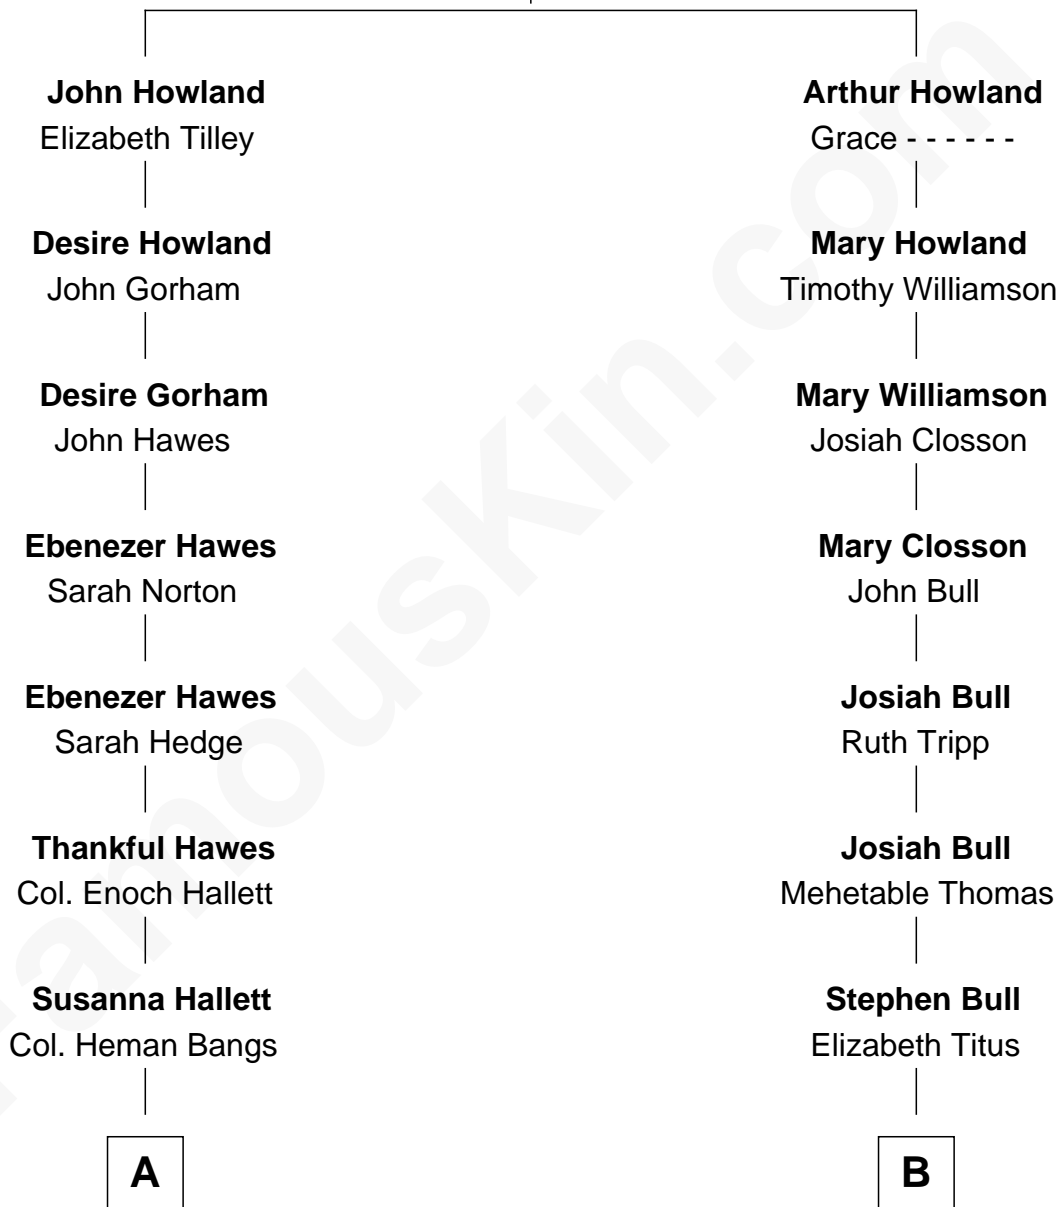 John Howland
Elizabeth Tilley
Desire Howland
John Gorham
Desire Gorham
John Hawes
Ebenezer Hawes
Sarah Norton
Ebenezer Hawes
Sarah Hedge
Thankful Hawes
Col. Enoch Hallett
Susanna Hallett
Col. Heman Bangs
A
Arthur Howland
Grace - - - - - -
Mary Howland
Timothy Williamson
Mary Williamson
Josiah Closson
Mary Closson
John Bull
Josiah Bull
Ruth Tripp
Josiah Bull
Mehetable Thomas
Stephen Bull
Elizabeth Titus
B
FamousKin.com